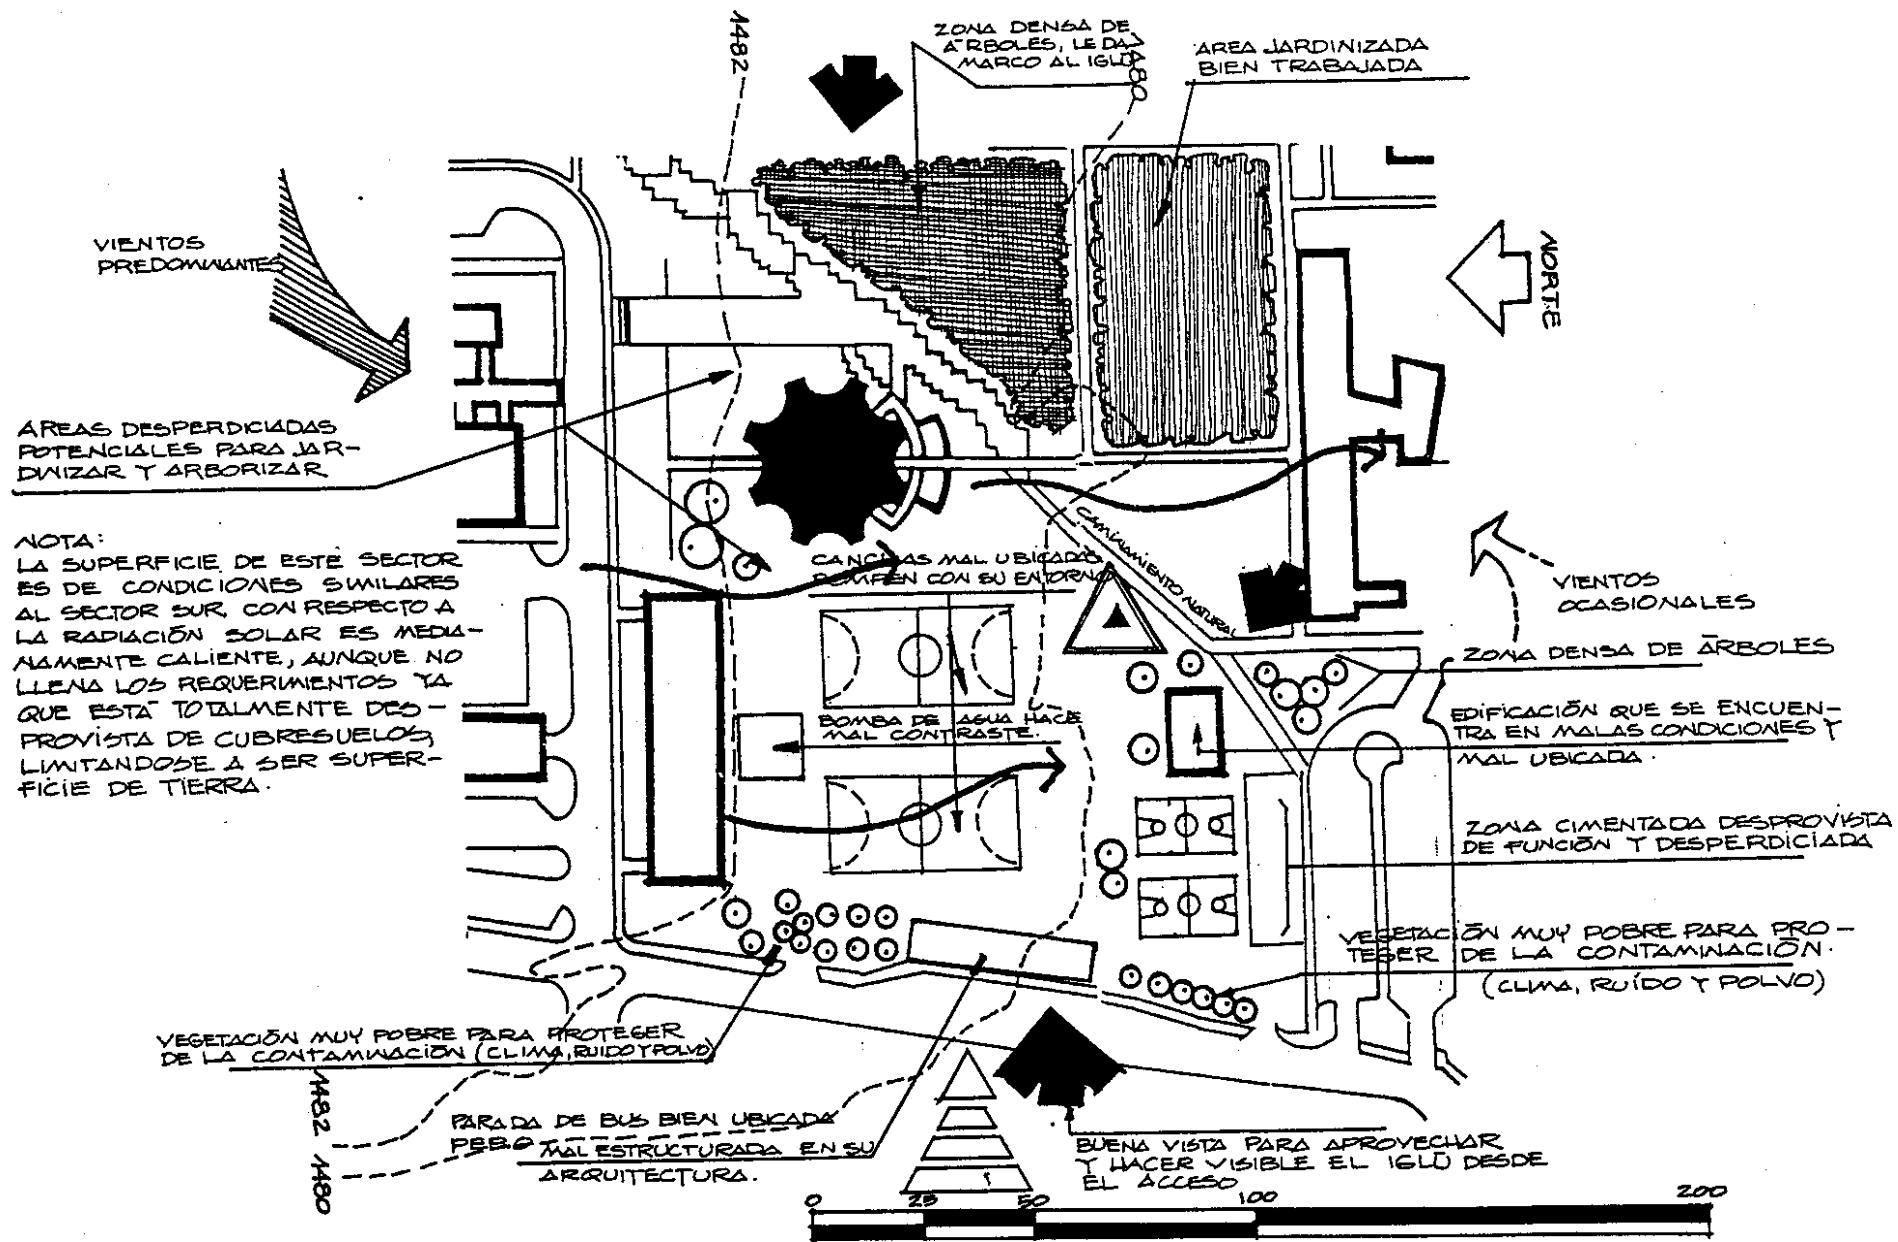 1482
ZONA DENSA DE
ÁRBOLES, LE DA
MARCO AL IGLÚ
1480
AREA JARDINIZADA
BIEN TRABAJADA
VIENTOS
PREDOMINANTES
NORTE
AREAS DESPERDICIADAS
POTENCIALES PARA JAR-
DINIZAR Y ARBORIZAR
NOTA:
LA SUPERFICIE DE ESTE SECTOR
ES DE CONDICIONES SIMILARES
AL SECTOR SUR, CON RESPECTO A
LA RADIACIÓN SOLAR ES MEDIA-
NAMENTE CALIENTE, AUNQUE NO
LLENA LOS REQUERIMIENTOS YA
QUE ESTÁ TOTALMENTE DES-
PROVISTA DE CUBRESUELOS,
LIMITANDOSE A SER SUPER-
FICIE DE TIERRA.
CANCHAS MAL UBICADAS
ROMPEN CON SU ENTORNO
CAMINAMIENTO NATURAL
VIENTOS
OCASIONALES
ZONA DENSA DE ÁRBOLES
BOMBA DE AGUA HACE
MAL CONTRASTE.
EDIFICACIÓN QUE SE ENCUEN-
TRA EN MALAS CONDICIONES Y
MAL UBICADA.
ZONA CIMENTADA DESPROVISTA
DE FUNCIÓN Y DESPERDICIADA
VEGETACIÓN MUY POBRE PARA PRO-
TEGER DE LA CONTAMINACIÓN.
(CLIMA, RUÍDO Y POLVO)
VEGETACIÓN MUY POBRE PARA PROTEGER
DE LA CONTAMINACIÓN (CLIMA, RUIDO Y POLVO)
1482
1480
PARADA DE BUS BIEN UBICADA
PERO MAL ESTRUCTURADA EN SU
ARQUITECTURA.
BUENA VISTA PARA APROVECHAR
Y HACER VISIBLE EL IGLÚ DESDE
EL ACCESO
0 25 50 100 200